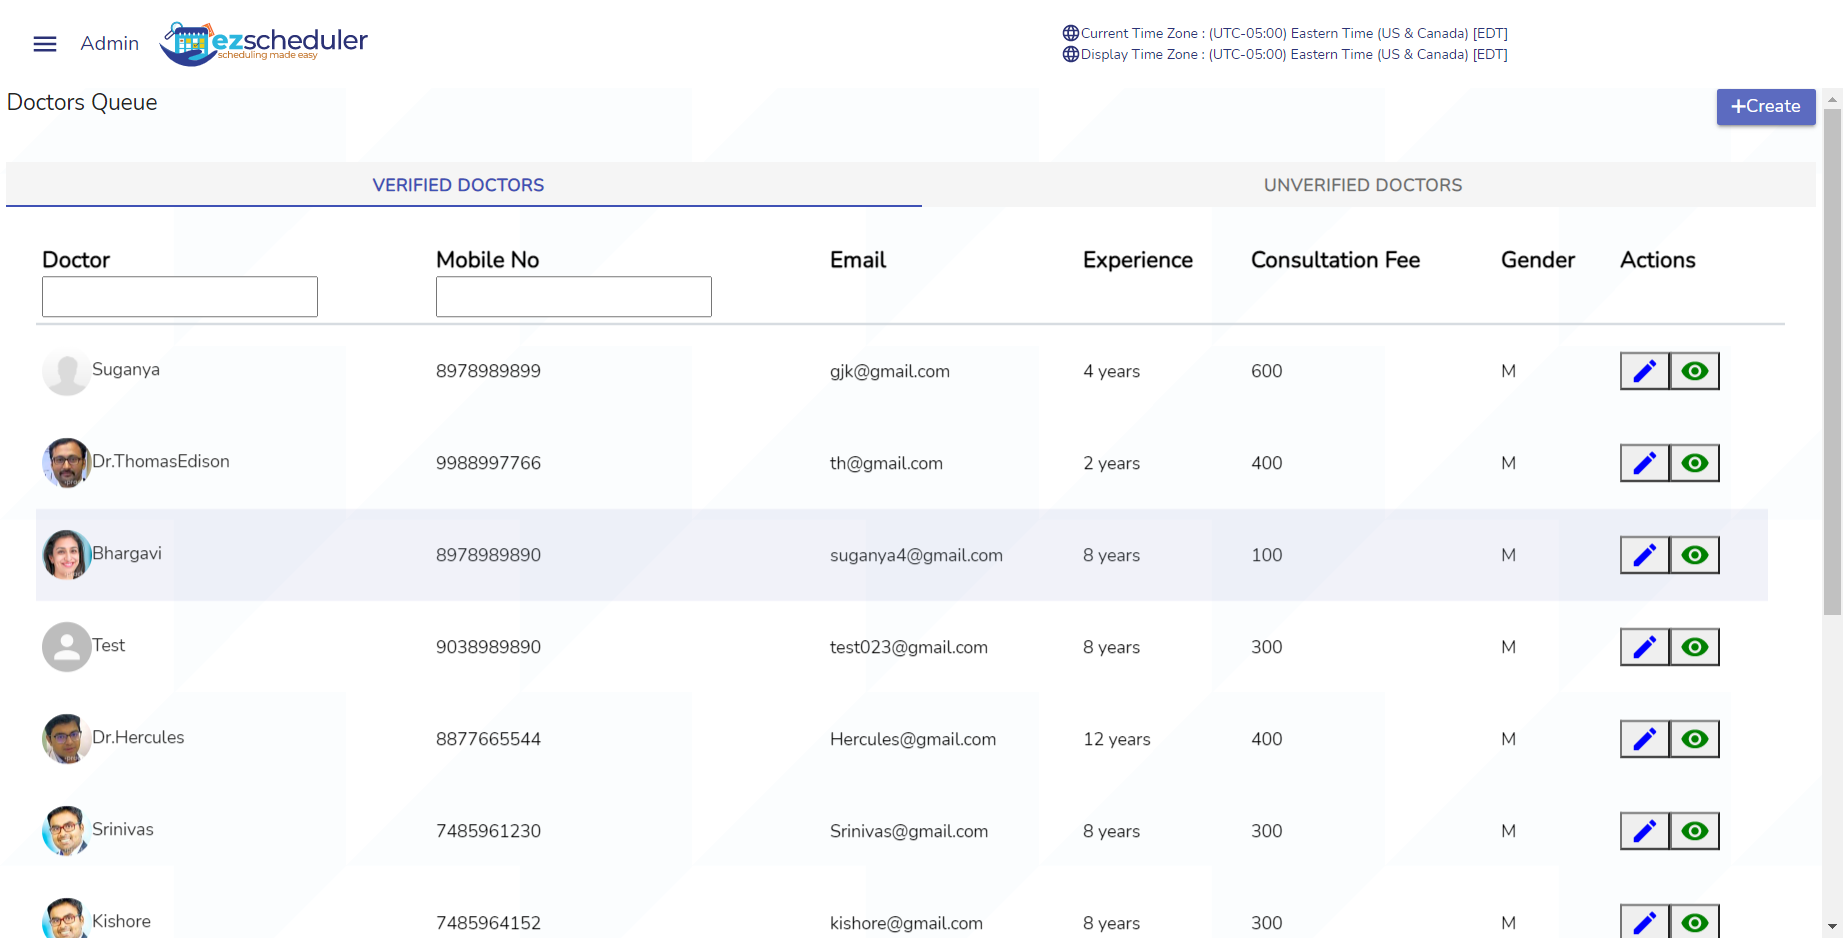 Admin
ezscheduler
scheduling made easy
Current Time Zone : (UTC-05:00) Eastern Time (US & Canada) [EDT]
Display Time Zone : (UTC-05:00) Eastern Time (US & Canada) [EDT]
Doctors Queue
+Create
VERIFIED DOCTORS UNVERIFIED DOCTORS
Doctor Mobile No Email Experience Consultation Fee Gender Actions
Suganya 8978989899 gjk@gmail.com 4 years 600 M
Dr.ThomasEdison 9988997766 th@gmail.com 2 years 400 M
Bhargavi 8978989890 suganya4@gmail.com 8 years 100 M
Test 9038989890 test023@gmail.com 8 years 300 M
Dr.Hercules 8877665544 Hercules@gmail.com 12 years 400 M
Srinivas 7485961230 Srinivas@gmail.com 8 years 300 M
Kishore 7485964152 kishore@gmail.com 8 years 300 M